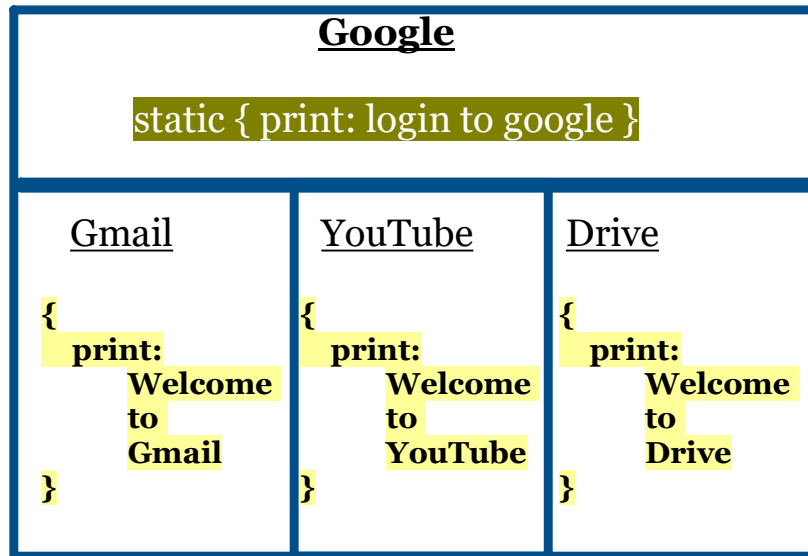 Google
static { print: login to google }
Gmail
{
print:
Welcome
to
Gmail
}
YouTube
{
print:
Welcome
to
YouTube
}
Drive
{
print:
Welcome
to
Drive
}